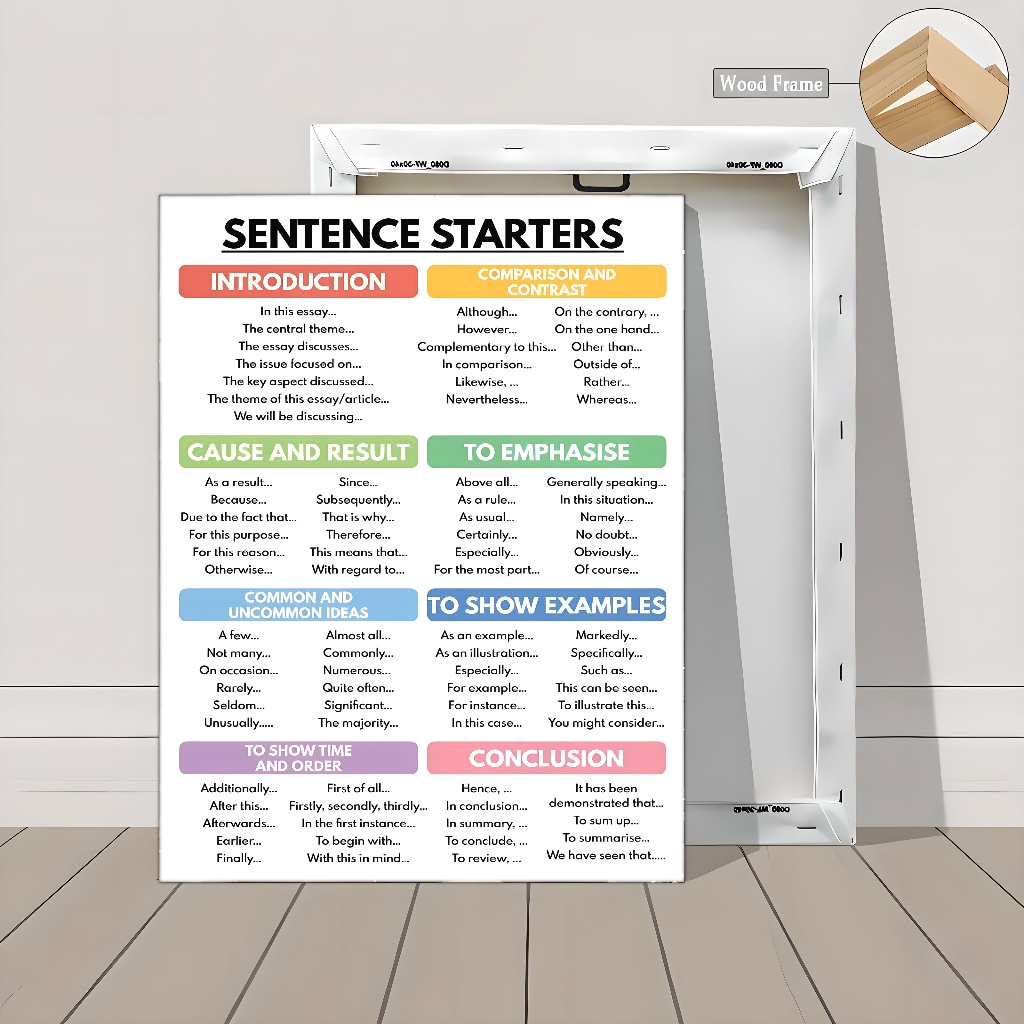 Wood Frame
SENTENCE STARTERS
INTRODUCTION
In this essay...
The central theme...
The essay discusses...
The issue focused on...
The key aspect discussed...
The theme of this essay/article...
We will be discussing...
COMPARISON AND
CONTRAST
Although...
However...
Complementary to this...
In comparison...
Likewise, ...
Nevertheless...
On the contrary, ...
On the one hand...
Other than...
Outside of...
Rather...
Whereas...
CAUSE AND RESULT
As a result...
Because...
Due to the fact that...
For this purpose...
For this reason...
Otherwise...
Since...
Subsequently...
That is why...
Therefore...
This means that...
With regard to...
TO EMPHASISE
Above all...
As a rule...
As usual...
Certainly...
Especially...
For the most part...
Generally speaking...
In this situation...
Namely...
No doubt...
Obviously...
Of course...
COMMON AND
UNCOMMON IDEAS
A few...
Not many...
On occasion...
Rarely...
Seldom...
Unusually.....
Almost all...
Commonly...
Numerous...
Quite often...
Significant...
The majority...
TO SHOW EXAMPLES
As an example...
As an illustration...
Especially...
For example...
For instance...
In this case...
Markedly...
Specifically...
Such as...
This can be seen...
To illustrate this...
You might consider...
TO SHOW TIME
AND ORDER
Additionally...
After this...
Afterwards...
Earlier...
Finally...
First of all...
Firstly, secondly, thirdly...
In the first instance...
To begin with...
With this in mind...
CONCLUSION
Hence, ...
In conclusion...
In summary, ...
To conclude, ...
To review, ...
It has been
demonstrated that...
To sum up...
To summarise...
We have seen that.....